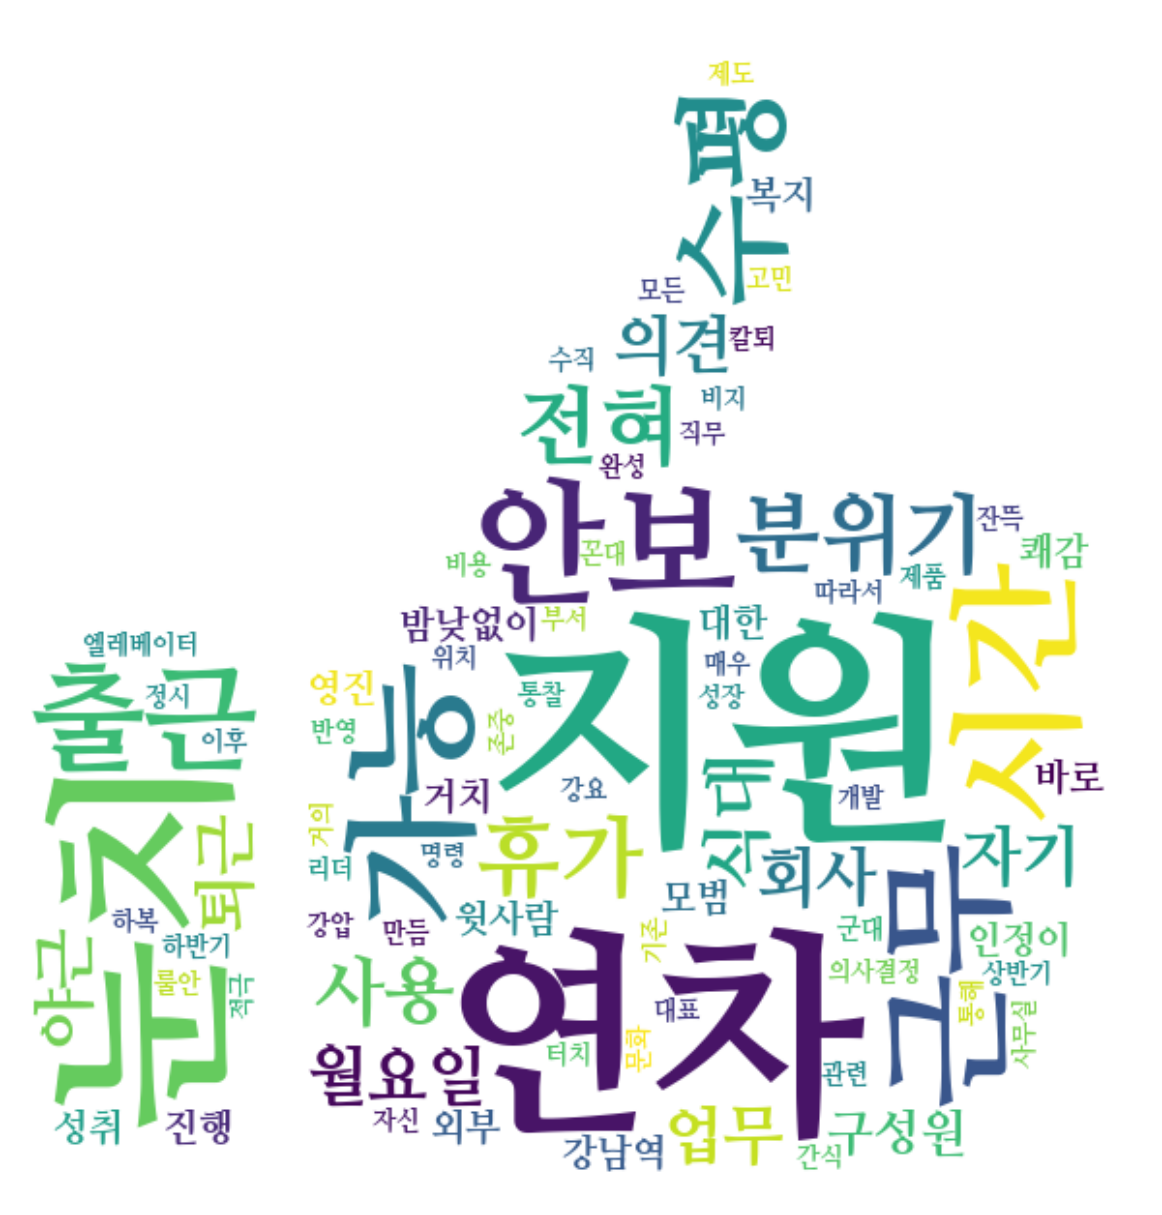 제도
수평
복지
고민
모든
의견
칼퇴
수직
전혀
비지
직무
완성
안보
분위기
잔뜩
쾌감
비용
꼰대
제품
따라서
시간
밤낮없이
부서
대한
지원
엘레베이터
위치
매우
출근
정시
이후
영진
반영
가능
존중
통찰
성장
거치
강요
식대
개발
바로
눈치
퇴근
거의
리더
명령
휴가
회사
자기
근무
모범
하복
하반기
강압
만듬
윗사람
기존
군대
인정이
야근
룰안
적극
사용
연차
대표
의사결정
상반기
통해
사무실
월요일
터치
문화
관련
성취
진행
자신
외부
강남역
업무
간식
구성원